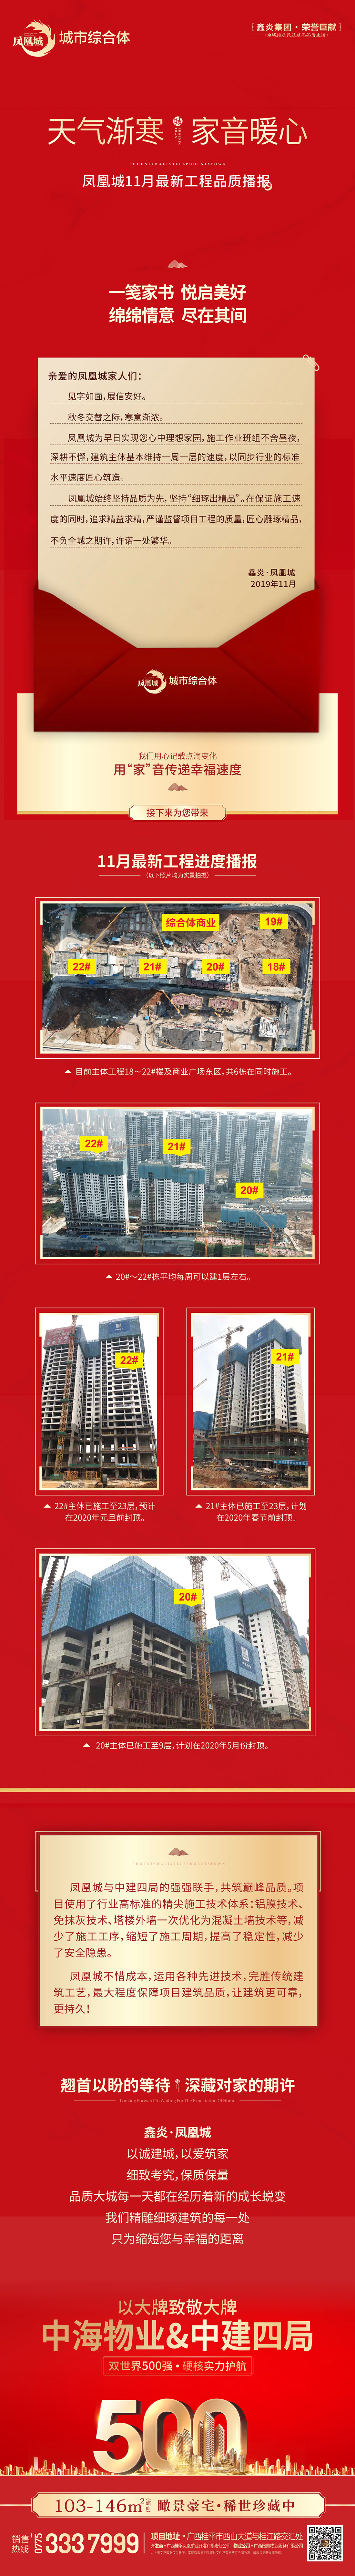 凤凰城 城市综合体
鑫炎集团·荣誉巨献
天气渐寒 家音暖心
凤凰城11月最新工程品质播报
一笺家书 悦启美好
绵绵情意 尽在其间
亲爱的凤凰城家人们：
见字如面，展信安好。
秋冬交替之际，寒意渐浓。
凤凰城为早日实现您心中理想家园，施工作业班组不舍昼夜，
深耕不懈，建筑主体基本维持一周一层的速度，以同步行业的标准
水平速度匠心筑造。
凤凰城始终坚持品质为先，坚持“细琢出精品”。在保证施工速
度的同时，追求精益求精，严谨监督项目工程的质量，匠心雕琢精品，
不负全城之期许，许诺一处繁华。
鑫炎·凤凰城
2019年11月
凤凰城 城市综合体
我们用心记载点滴变化
用“家”音传递幸福速度
接下来为您带来
11月最新工程进度播报
（以下照片均为实景拍摄）
综合体商业
19#
22#
21#
20#
18#
目前主体工程18～22#楼及商业广场东区，共6栋在同时施工。
22#
21#
20#
20#～22#栋平均每周可以建1层左右。
22#
21#
22#主体已施工至23层，预计
在2020年元旦前封顶。
21#主体已施工至23层，计划
在2020年春节前封顶。
20#
20#主体已施工至9层，计划在2020年5月份封顶。
凤凰城与中建四局的强强联手，共筑巅峰品质。项
目使用了行业高标准的精尖施工技术体系：铝膜技术、
免抹灰技术、塔楼外墙一次优化为混凝土墙技术等，减
少了施工工序，缩短了施工周期，提高了稳定性，减少
了安全隐患。
凤凰城不惜成本，运用各种先进技术，完胜传统建
筑工艺，最大程度保障项目建筑品质，让建筑更可靠，
更持久！
翘首以盼的等待 深藏对家的期许
Looking Forward To Waiting For The Expectation Of Home
鑫炎·凤凰城
以诚建城，以爱筑家
细致考究，保质保量
品质大城每一天都在经历着新的成长蜕变
我们精雕细琢建筑的每一处
只为缩短您与幸福的距离
以大牌致敬大牌
中海物业&中建四局
双世界500强·硬核实力护航
500
103-146m² 瞰景豪宅·稀世珍藏中
销售热线
0775
333 7999
项目地址·广西桂平市西山大道与桂江路交汇处